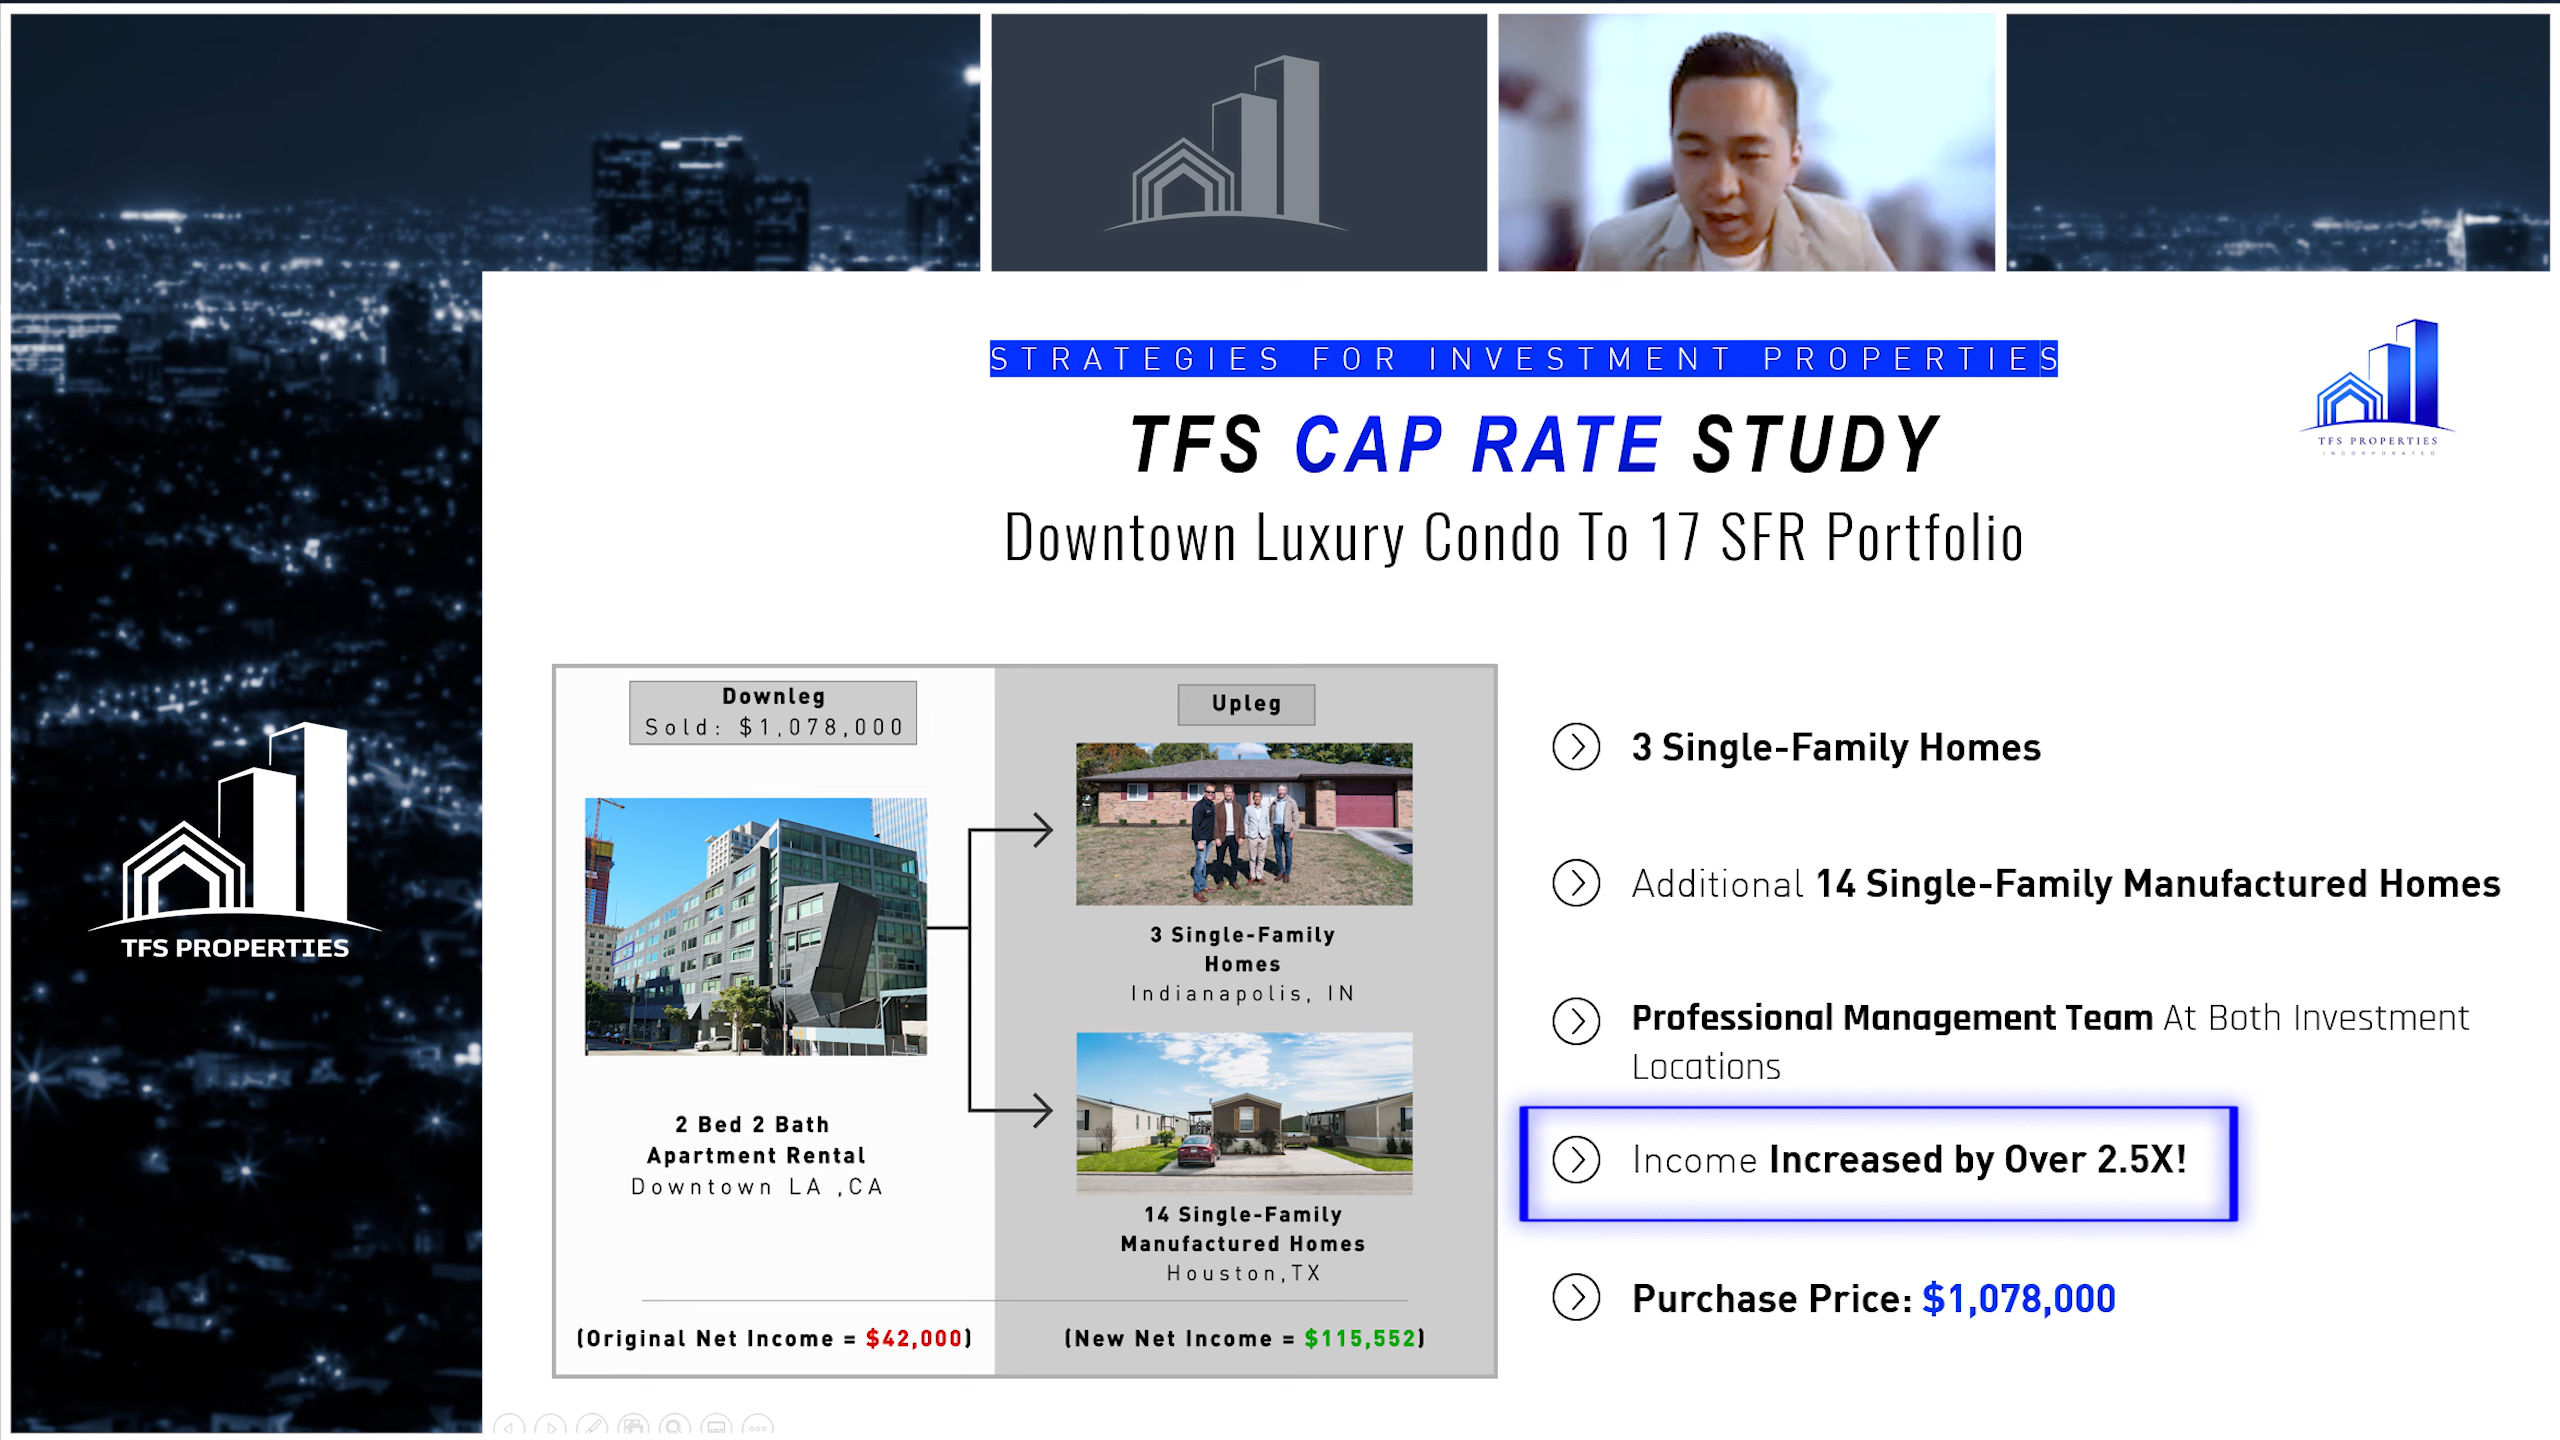 STRATEGIES FOR INVESTMENT PROPERTIES
TFS CAP RATE STUDY
Downtown Luxury Condo To 17 SFR Portfolio
TFS PROPERTIES
INCORPORATED
TFS PROPERTIES
Downleg
Sold: $1,078,000
2 Bed 2 Bath
Apartment Rental
Downtown LA ,CA
(Original Net Income = $42,000)
Upleg
3 Single-Family
Homes
Indianapolis, IN
14 Single-Family
Manufactured Homes
Houston,TX
(New Net Income = $115,552)
3 Single-Family Homes
Additional 14 Single-Family Manufactured Homes
Professional Management Team At Both Investment
Locations
Income Increased by Over 2.5X!
Purchase Price: $1,078,000